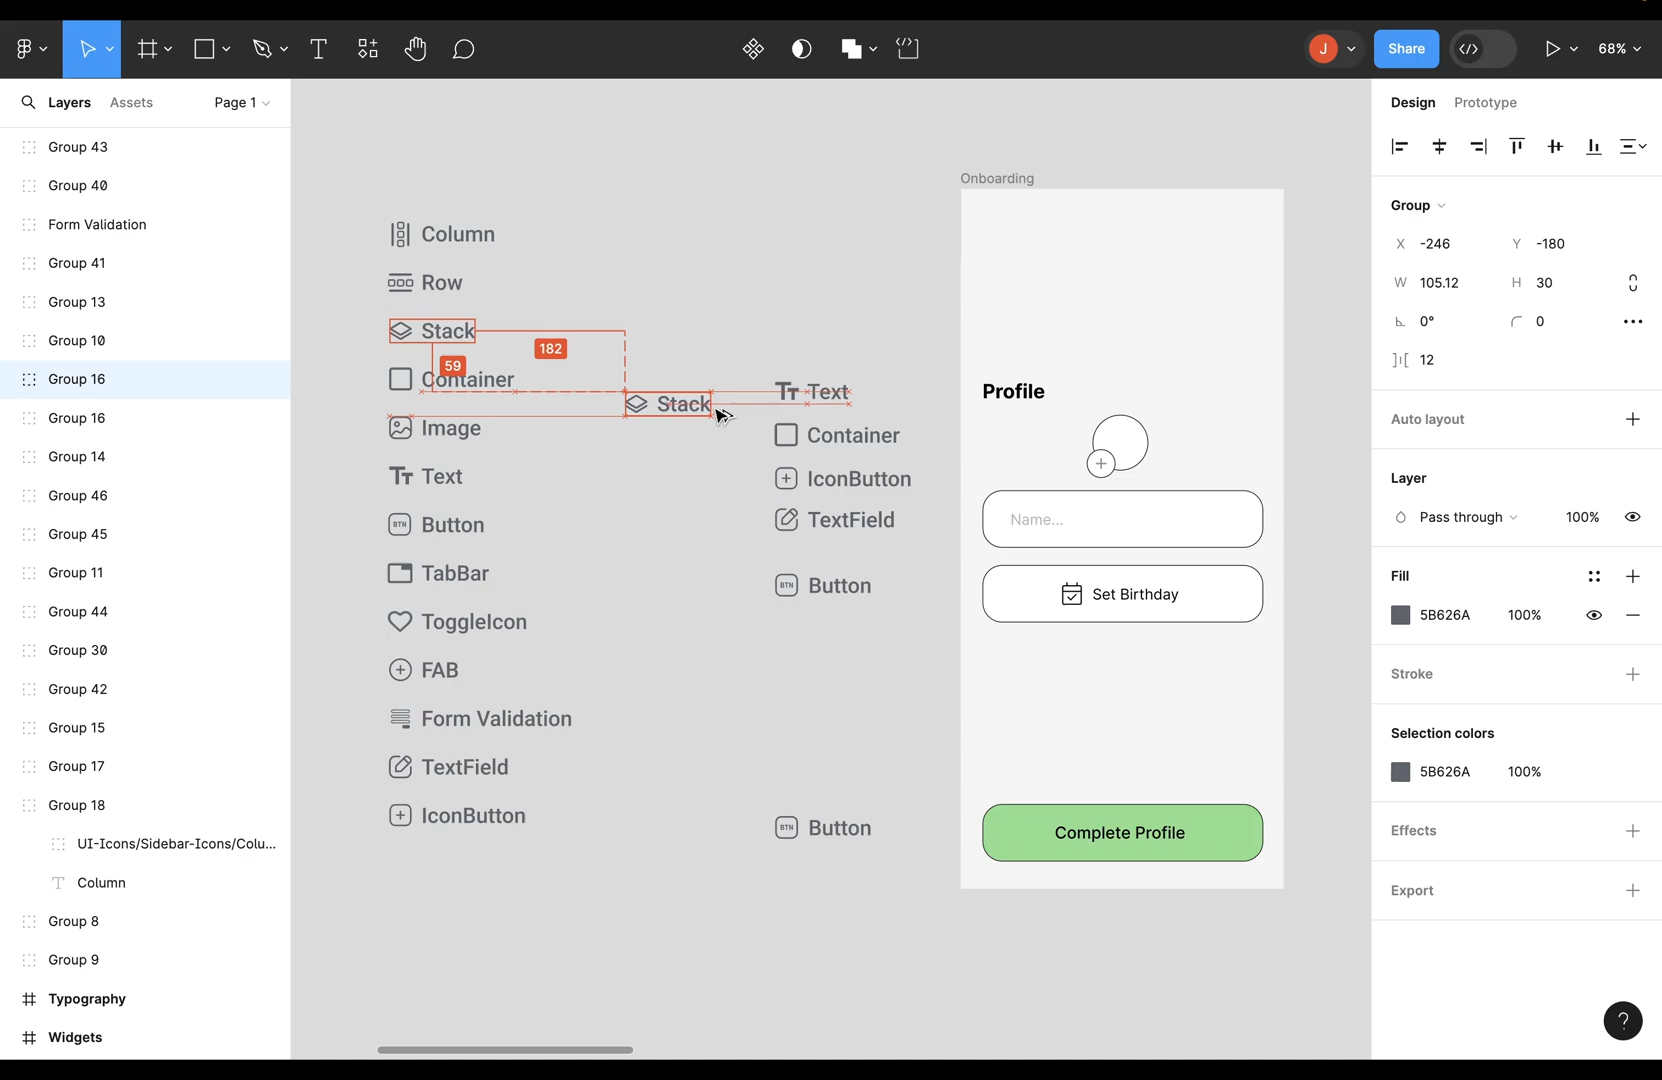 J
Share
68%
Layers
Assets
Page 1
Group 43
Group 40
Form Validation
Group 41
Group 13
Group 10
Group 16
Group 16
Group 14
Group 46
Group 45
Group 11
Group 44
Group 30
Group 42
Group 15
Group 17
Group 18
UI-Icons/Sidebar-Icons/Colu...
Column
Group 8
Group 9
Typography
Widgets
Column
Row
Stack
182
59
Container
Image
Text
BTN Button
TabBar
ToggleIcon
FAB
Form Validation
TextField
IconButton
Stack
Text
Container
IconButton
TextField
BTN Button
BTN Button
Onboarding
Profile
Name...
Set Birthday
Complete Profile
Design
Prototype
Group
X -246
Y -180
W 105.12
H 30
0°
0
12
Auto layout
Layer
Pass through
100%
Fill
5B626A
100%
Stroke
Selection colors
5B626A
100%
Effects
Export
?